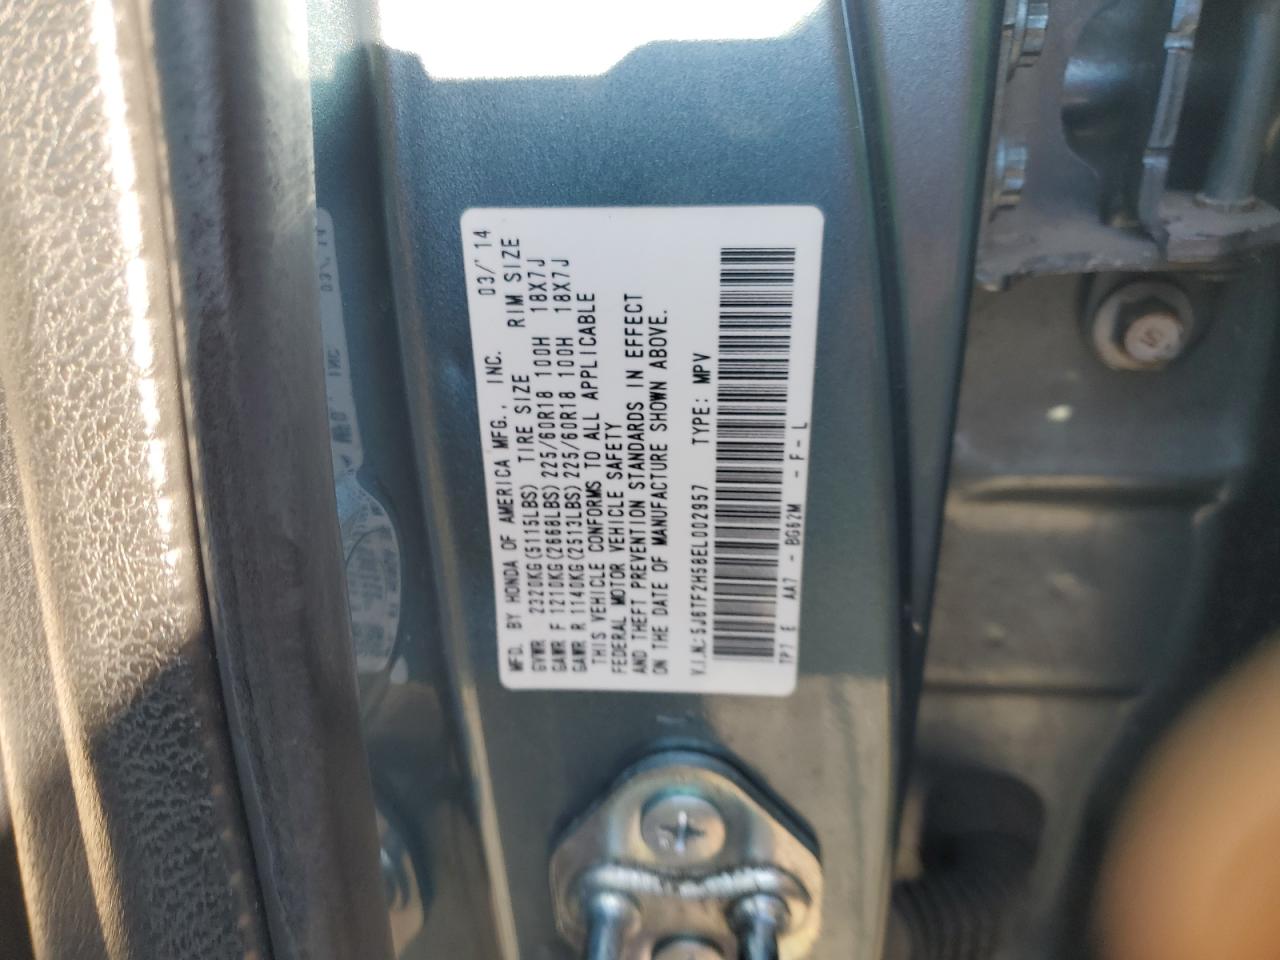 MFD. BY HONDA OF AMERICA MFG., INC. 03/'14
GVWR 2320KG(5115LBS) TIRE SIZE RIM SIZE
GAWR F 1210KG(2668LBS) 225/60R18 100H 18X7J
GAWR R 1140KG(2513LBS) 225/60R18 100H 18X7J
THIS VEHICLE CONFORMS TO ALL APPLICABLE
FEDERAL MOTOR VEHICLE SAFETY
AND THEFT PREVENTION STANDARDS IN EFFECT
ON THE DATE OF MANUFACTURE SHOWN ABOVE.
V.I.N.: 5J6TF2H58EL002957 TYPE: MPV
TP7 E AA7 - BG62M - F - L